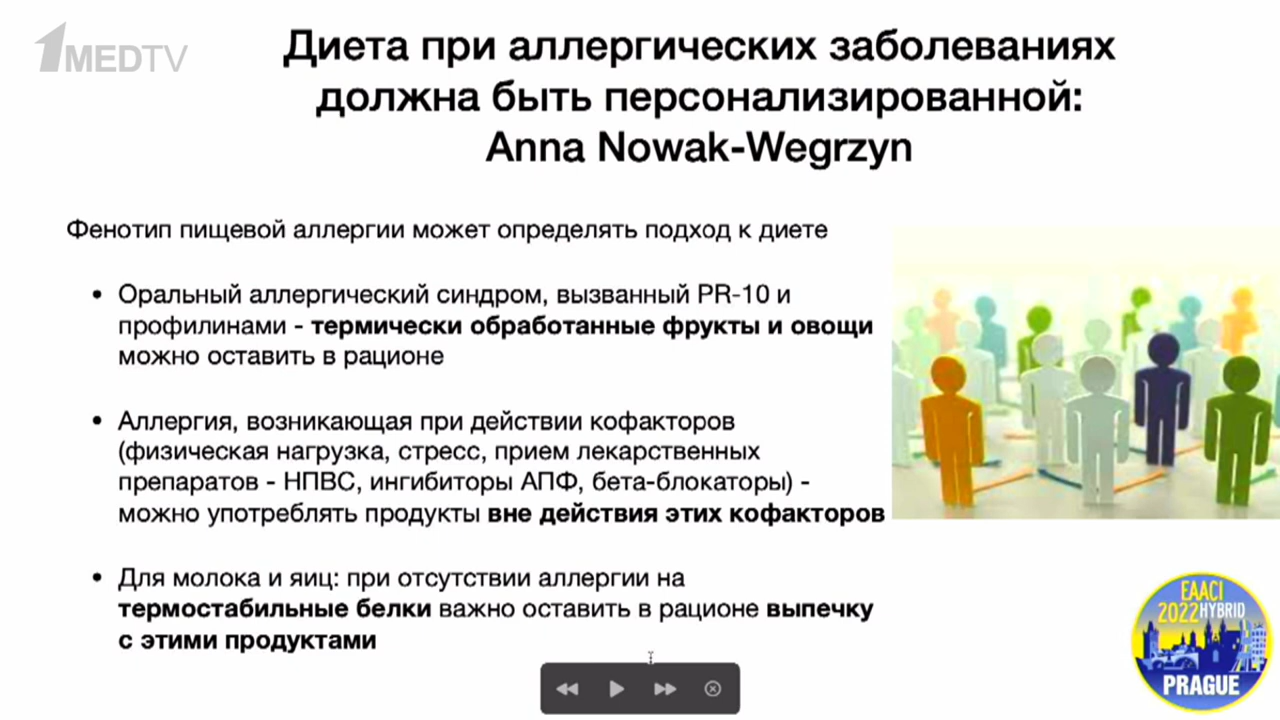 1MEDTV
Диета при аллергических заболеваниях
должна быть персонализированной:
Anna Nowak-Wegrzyn
Фенотип пищевой аллергии может определять подход к диете
• Оральный аллергический синдром, вызванный PR-10 и
профилинами - термически обработанные фрукты и овощи
можно оставить в рационе
• Аллергия, возникающая при действии кофакторов
(физическая нагрузка, стресс, прием лекарственных
препаратов - НПВС, ингибиторы АПФ, бета-блокаторы) -
можно употреблять продукты вне действия этих кофакторов
• Для молока и яиц: при отсутствии аллергии на
термостабильные белки важно оставить в рационе выпечку
с этими продуктами
EAACI
2022 HYBRID
PRAGUE